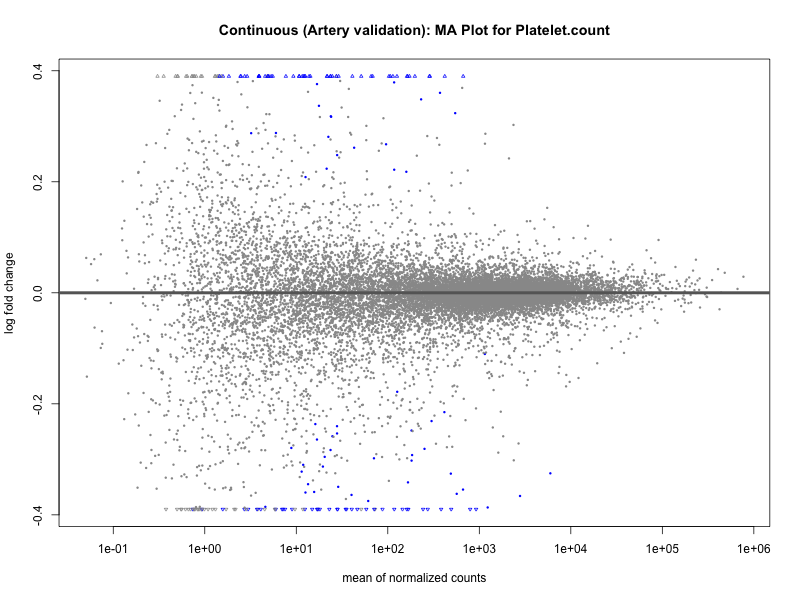 Continuous (Artery validation): MA Plot for Platelet.count
log fold change
0.4
0.2
0.0
-0.2
-0.4
1e-01 1e+00 1e+01 1e+02 1e+03 1e+04 1e+05 1e+06
mean of normalized counts